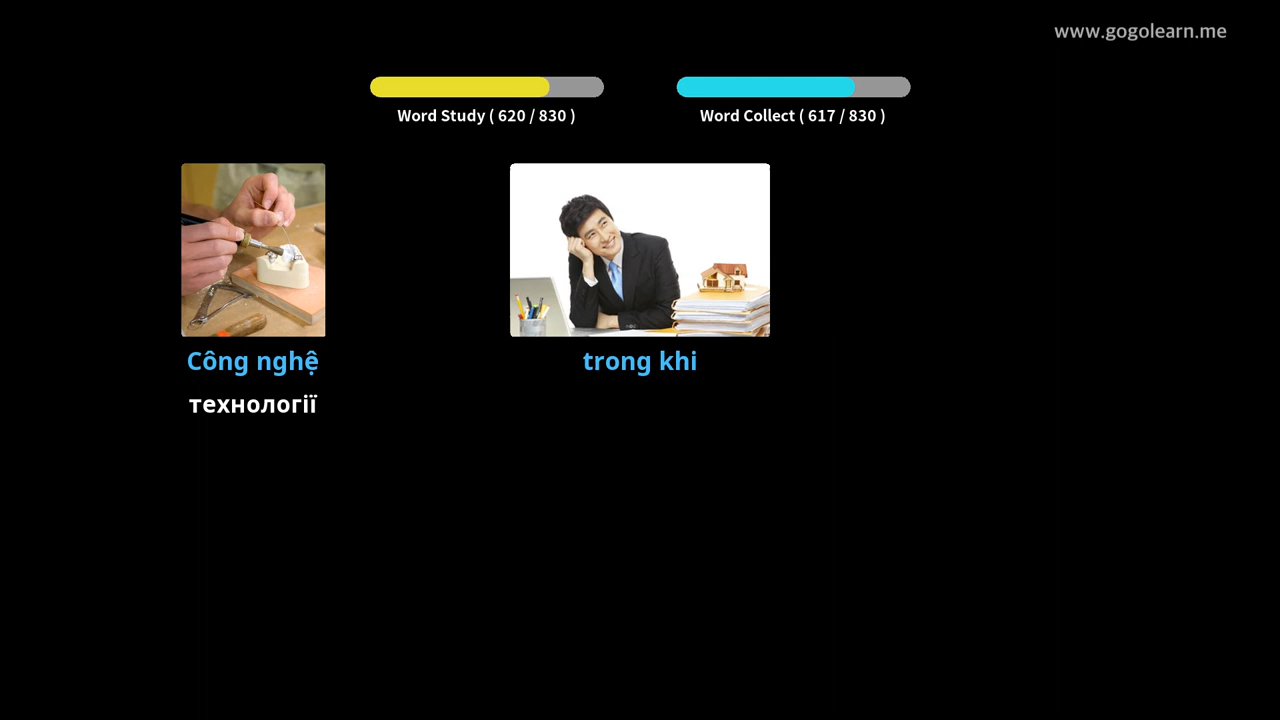 www.gogolearn.me
Word Study ( 620 / 830 )
Word Collect ( 617 / 830 )
Công nghệ
trong khi
технології